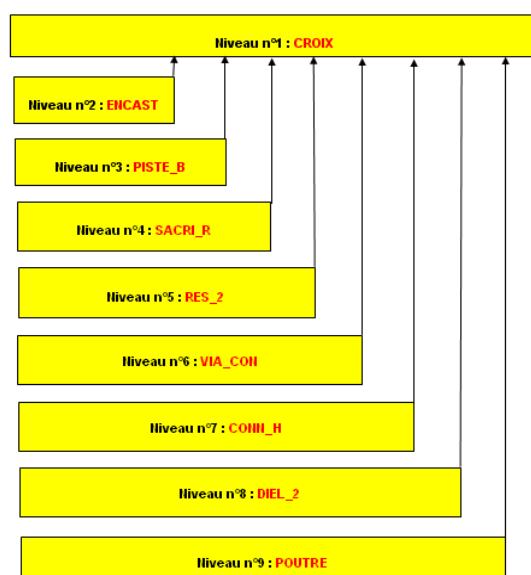 Niveau n°1 : CROIX
Niveau n°2 : ENCAST
Niveau n°3 : PISTE_B
Niveau n°4 : SACRI_R
Niveau n°5 : RES_2
Niveau n°6 : VIA_CON
Niveau n°7 : CONN_H
Niveau n°8 : DIEL_2
Niveau n°9 : POUTRE